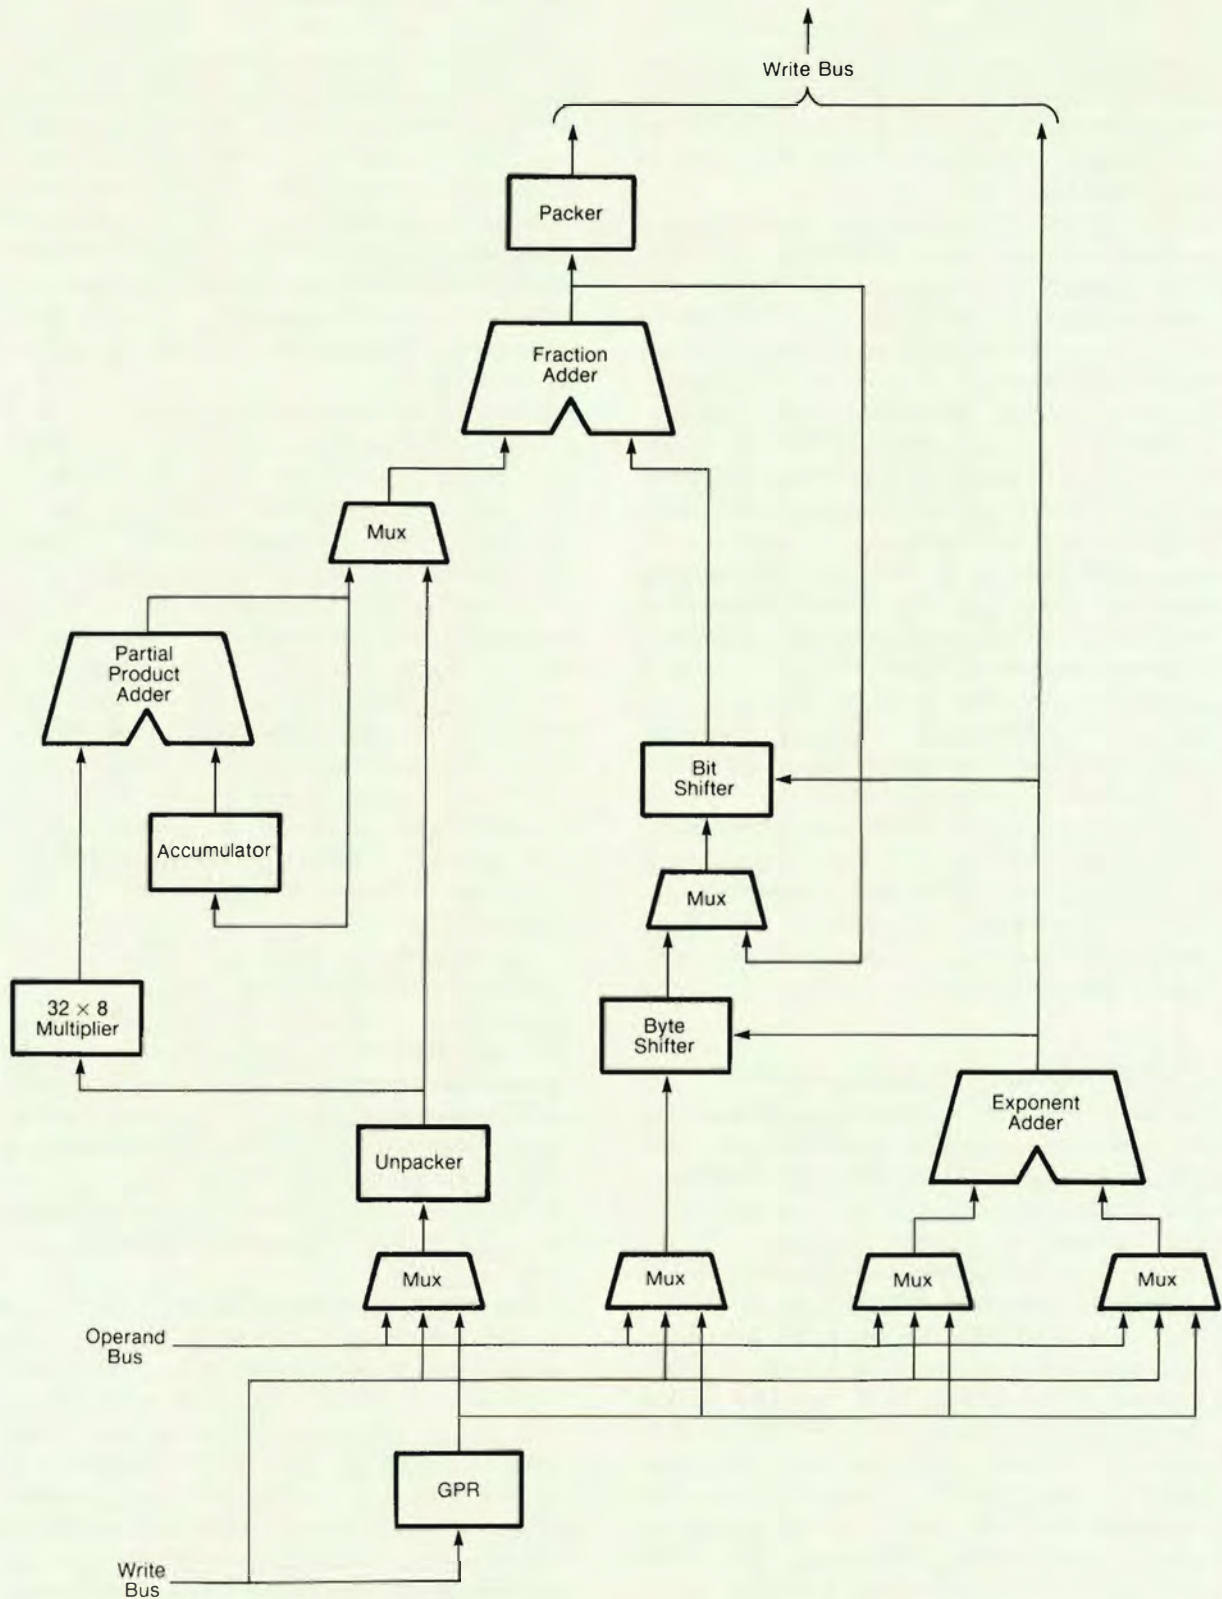 Write Bus
Packer
Fraction
Adder
Mux
Partial
Product
Adder
Bit
Shifter
Accumulator
Mux
32 × 8
Multiplier
Byte
Shifter
Exponent
Adder
Unpacker
Mux
Mux
Mux
Mux
Operand
Bus
GPR
Write
Bus